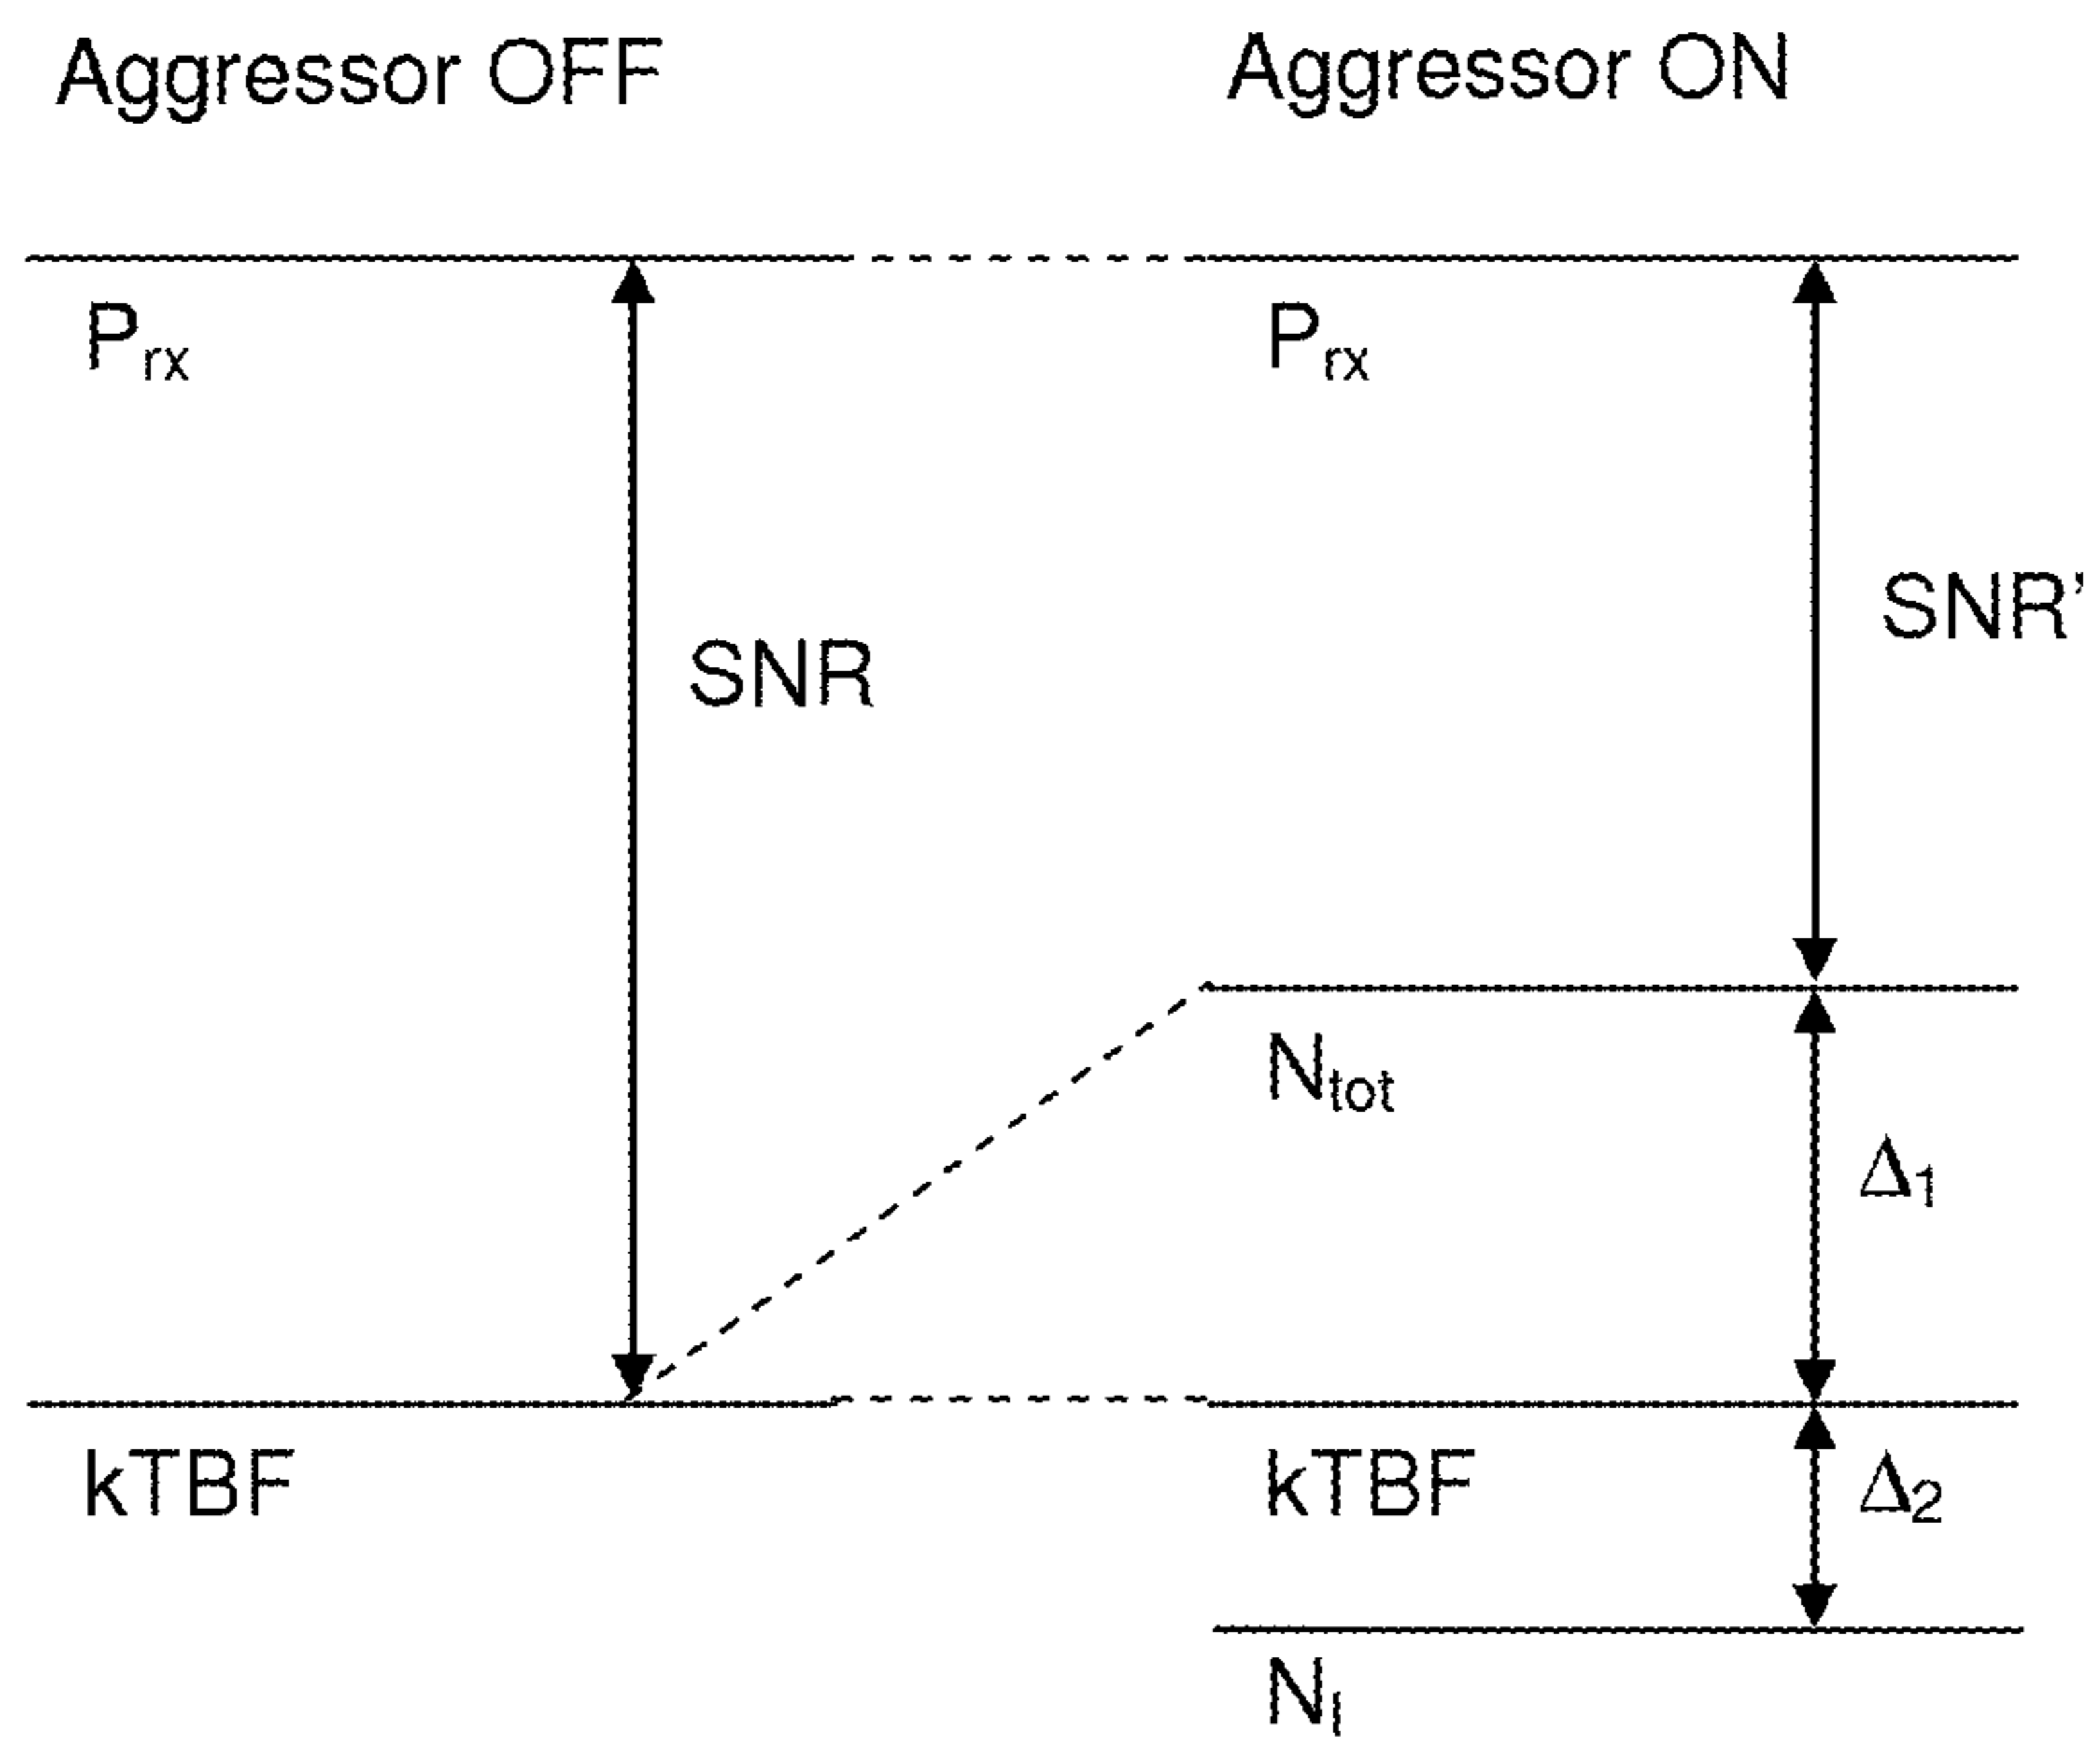 Aggressor OFF
Aggressor ON
Prx
Prx
SNR
SNR'
Ntot
Δ1
kTBF
kTBF
Δ2
NI